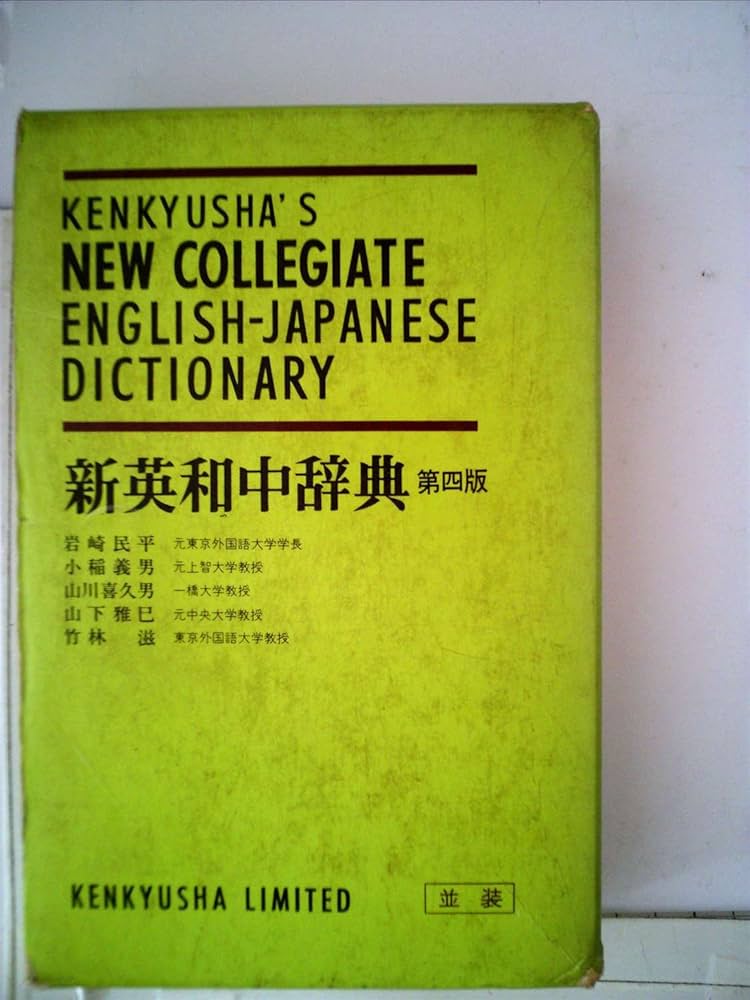 KENKYUSHA'S
NEW COLLEGIATE
ENGLISH-JAPANESE
DICTIONARY
新英和中辞典 第四版
岩崎民平 元東京外国語大学学長
小稲義男 元上智大学教授
山川喜久男 一橋大学教授
山下雅巳 元中央大学教授
竹林 滋 東京外国語大学教授
KENKYUSHA LIMITED 並装